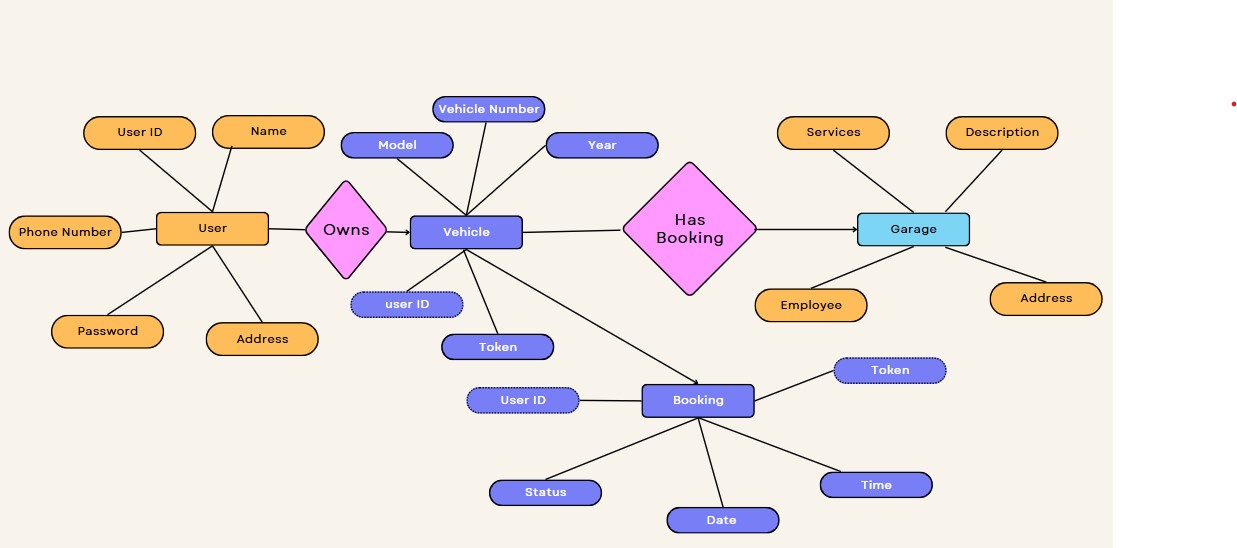 Vehicle Number
User ID
Name
Model
Year
Services
Description
Phone Number
User
Owns
Vehicle
Has
Booking
Garage
user ID
Employee
Address
Password
Address
Token
Token
User ID
Booking
Status
Time
Date